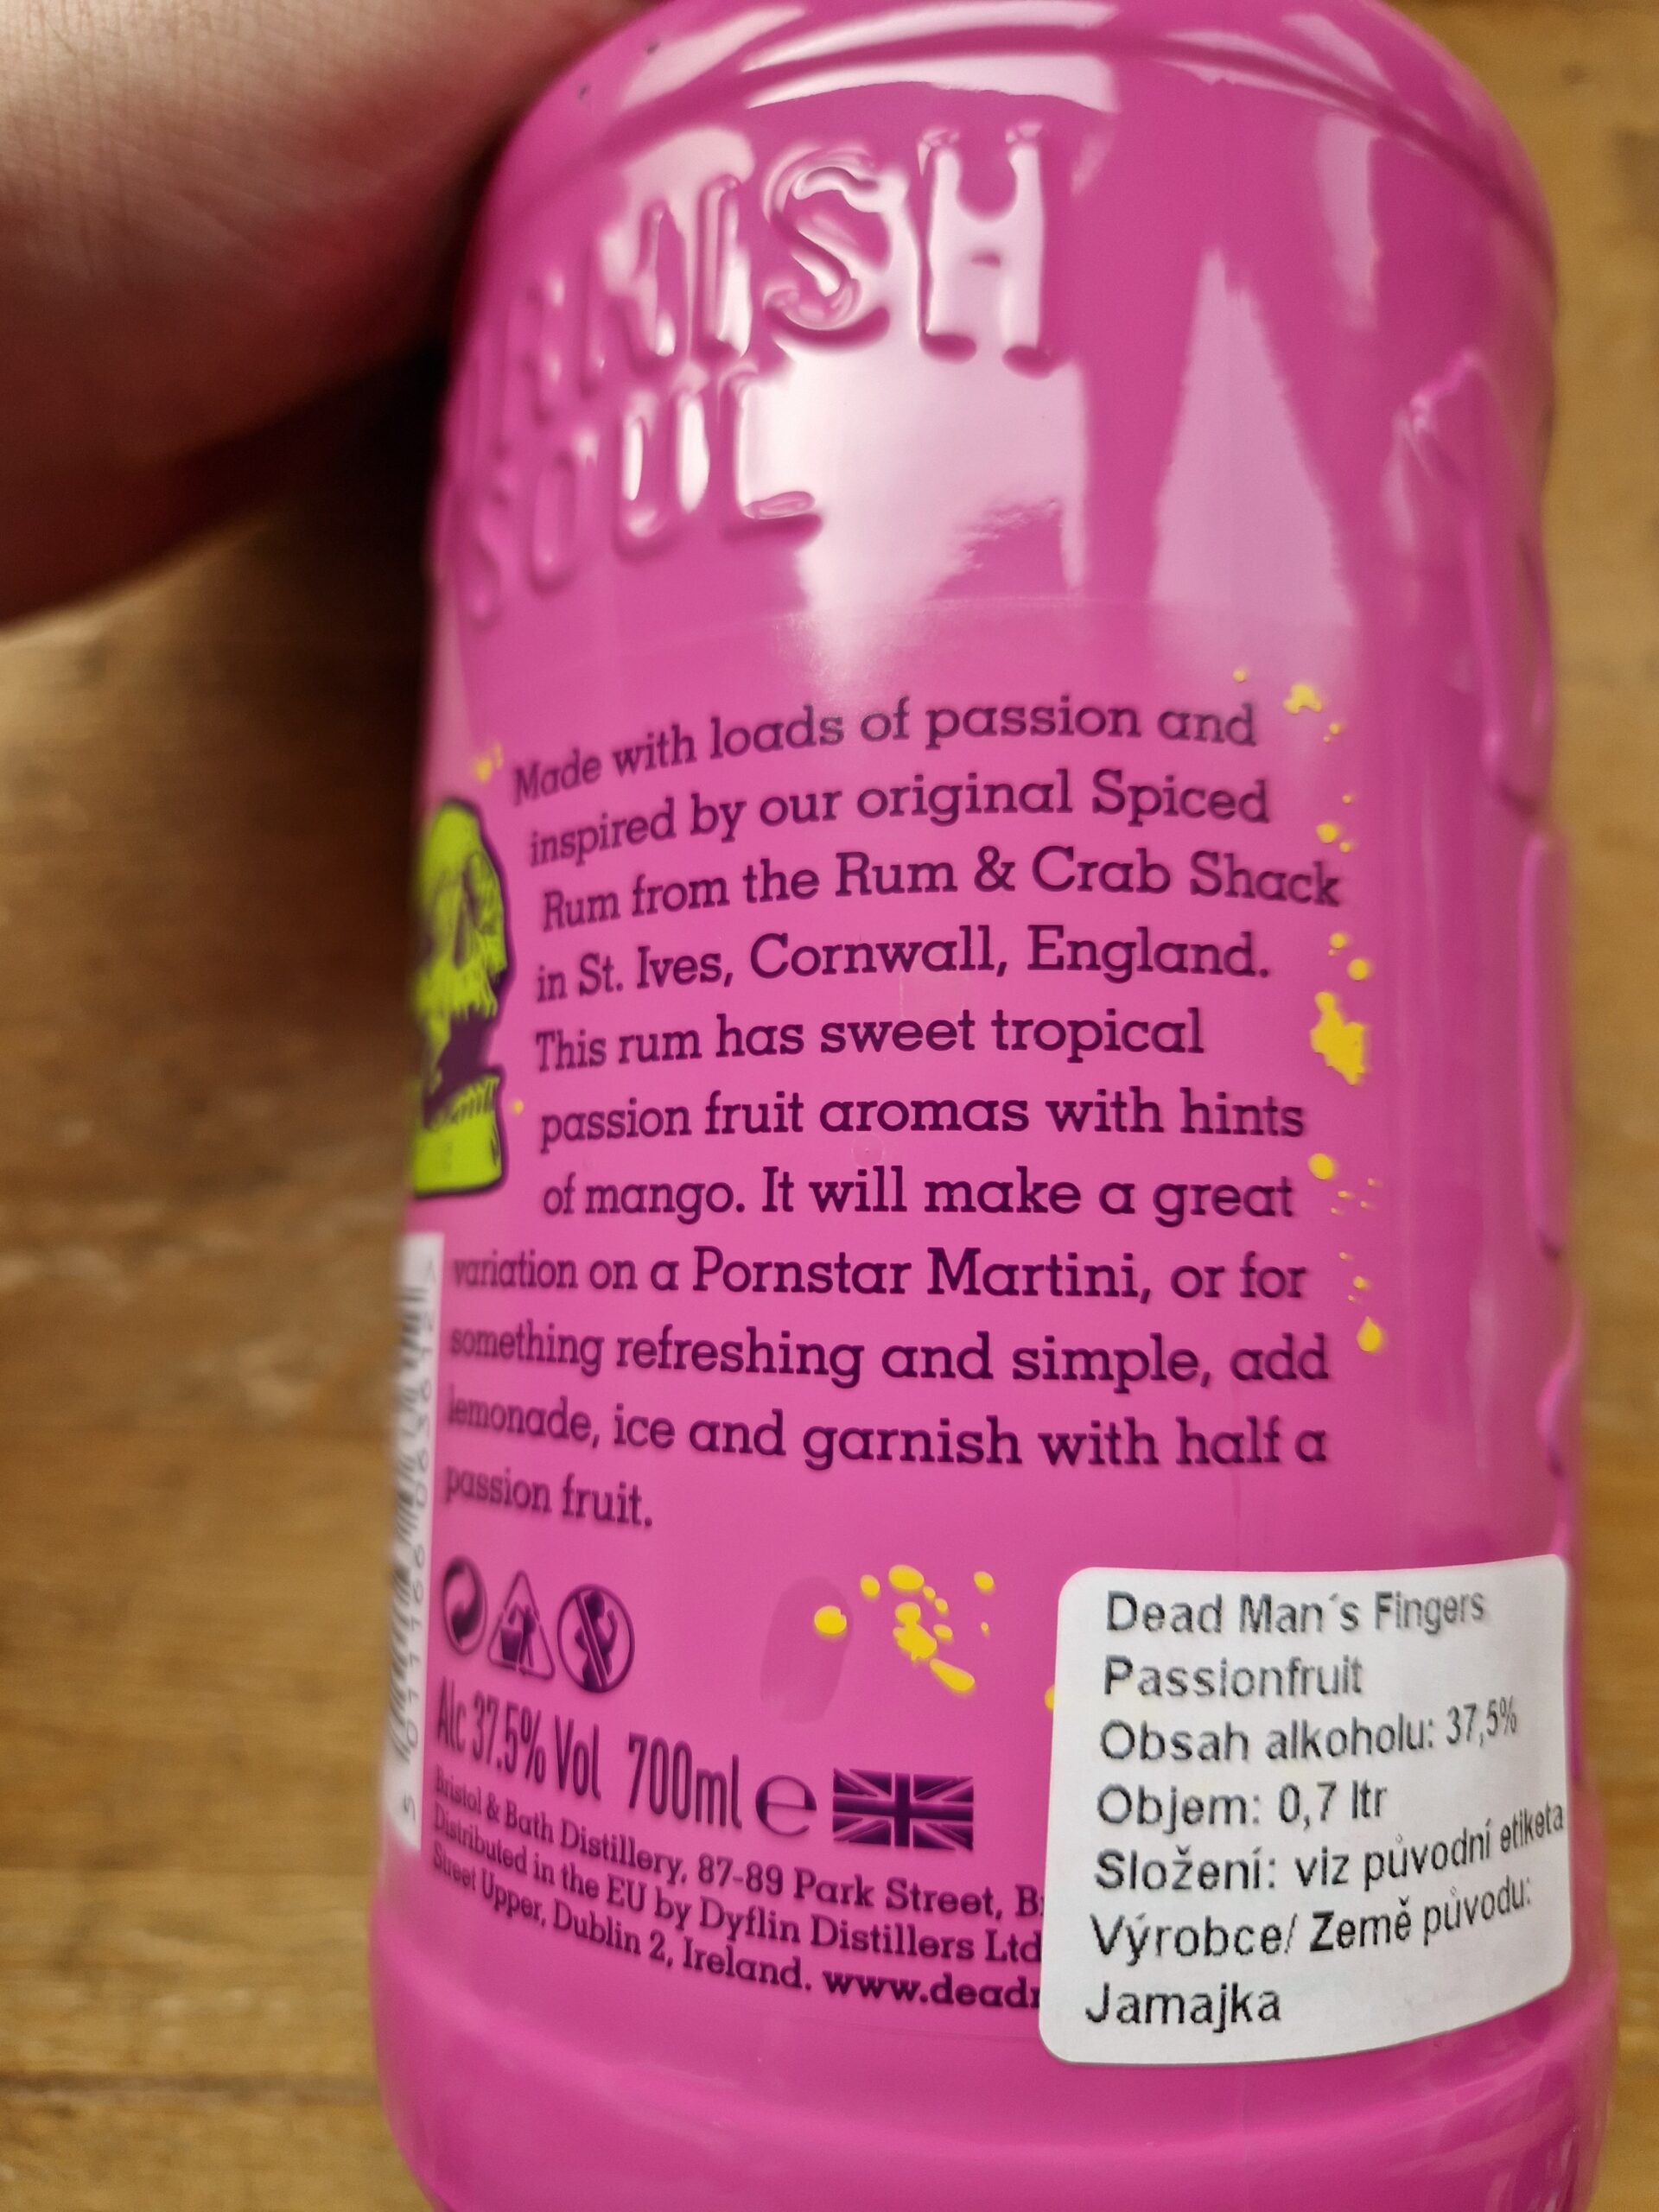 SOUL
Made with loads of passion and
inspired by our original Spiced
Rum from the Rum & Crab Shack
in St. Ives, Cornwall, England.
This rum has sweet tropical
passion fruit aromas with hints
of mango. It will make a great
variation on a Pornstar Martini, or for
something refreshing and simple, add
lemonade, ice and garnish with half a
passion fruit.
Alc 37.5% Vol 700ml e
Bristol & Bath Distillery, 87-89 Park Street,
Distributed in the EU by Dyflin Distillers Ltd
Street Upper, Dublin 2, Ireland. www.dead
Dead Man´s Fingers
Passionfruit
Obsah alkoholu: 37,5%
Objem: 0,7 ltr
Složení: viz původní etiketa
Výrobce/ Země původu:
Jamajka